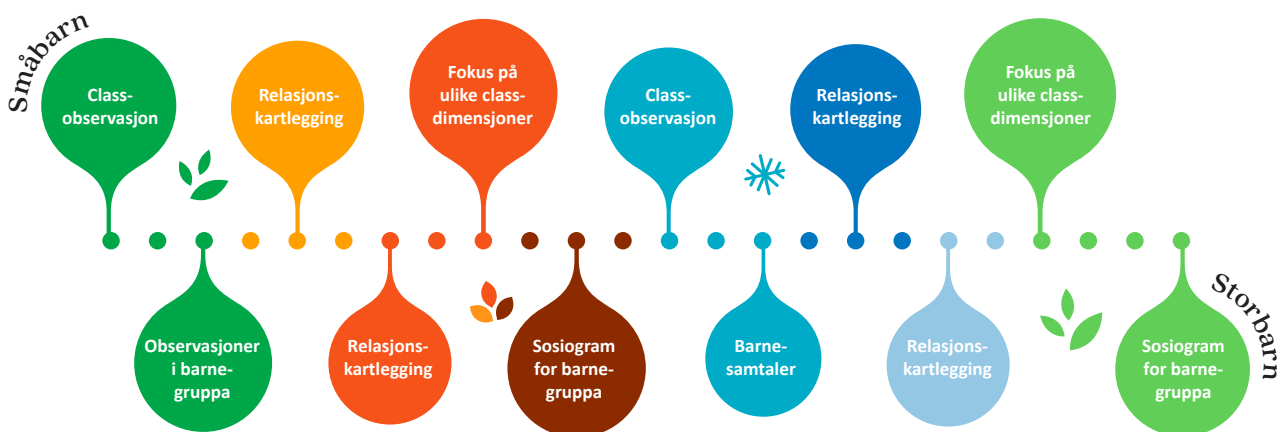 Småbarn
Class-
observasjon
Observasjoner
i barne-
gruppa
Relasjons-
kartlegging
Relasjons-
kartlegging
Fokus på
ulike class-
dimensjoner
Sosiogram
for barne-
gruppa
Class-
observasjon
Barne-
samtaler
Relasjons-
kartlegging
Relasjons-
kartlegging
Fokus på
ulike class-
dimensjoner
Sosiogram
for barne-
gruppa
Storbarn